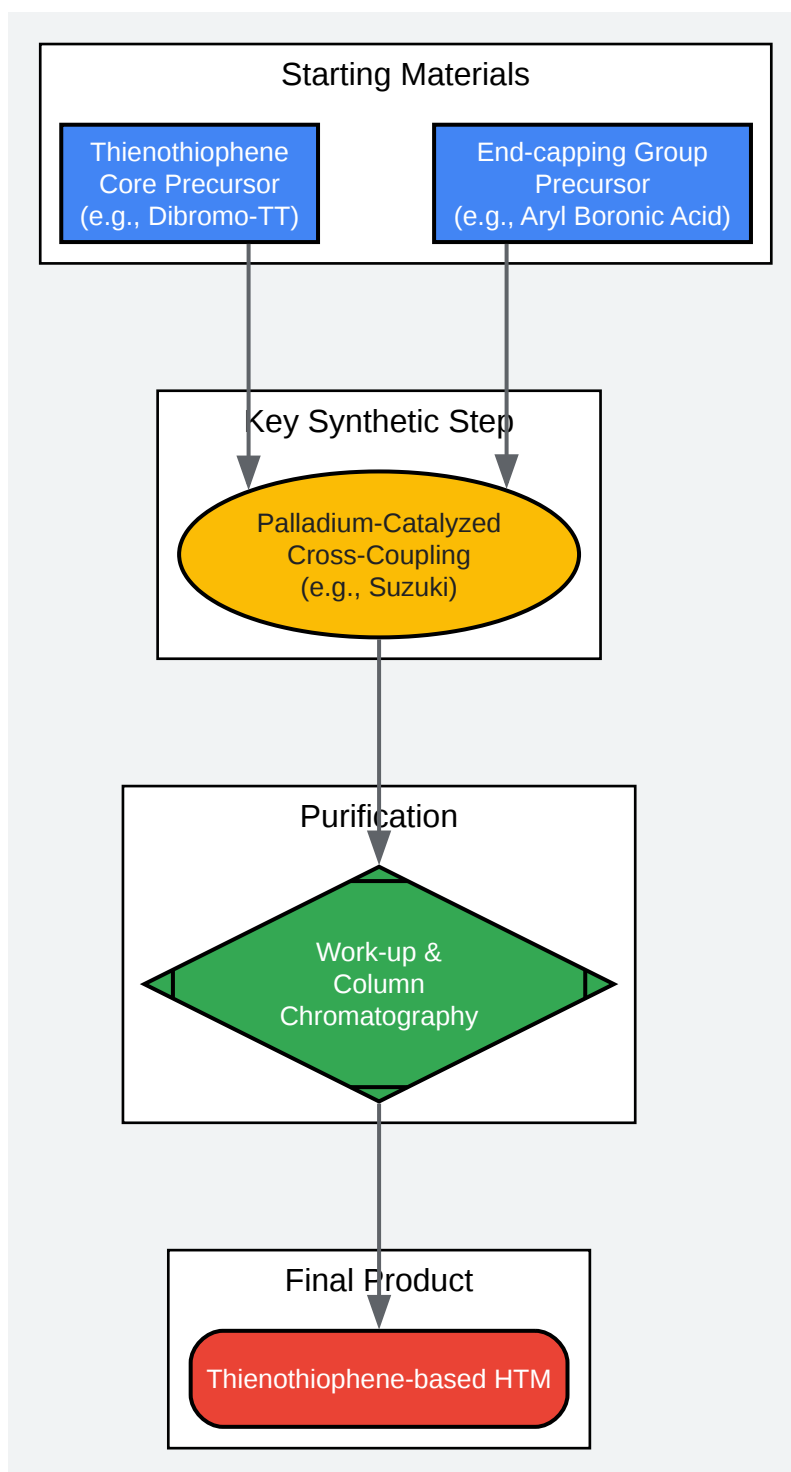 Starting Materials
Thienothiophene
Core Precursor
(e.g., Dibromo-TT)
End-capping Group
Precursor
(e.g., Aryl Boronic Acid)
Key Synthetic Step
Palladium-Catalyzed
Cross-Coupling
(e.g., Suzuki)
Purification
Work-up &
Column
Chromatography
Final Product
Thienothiophene-based HTM